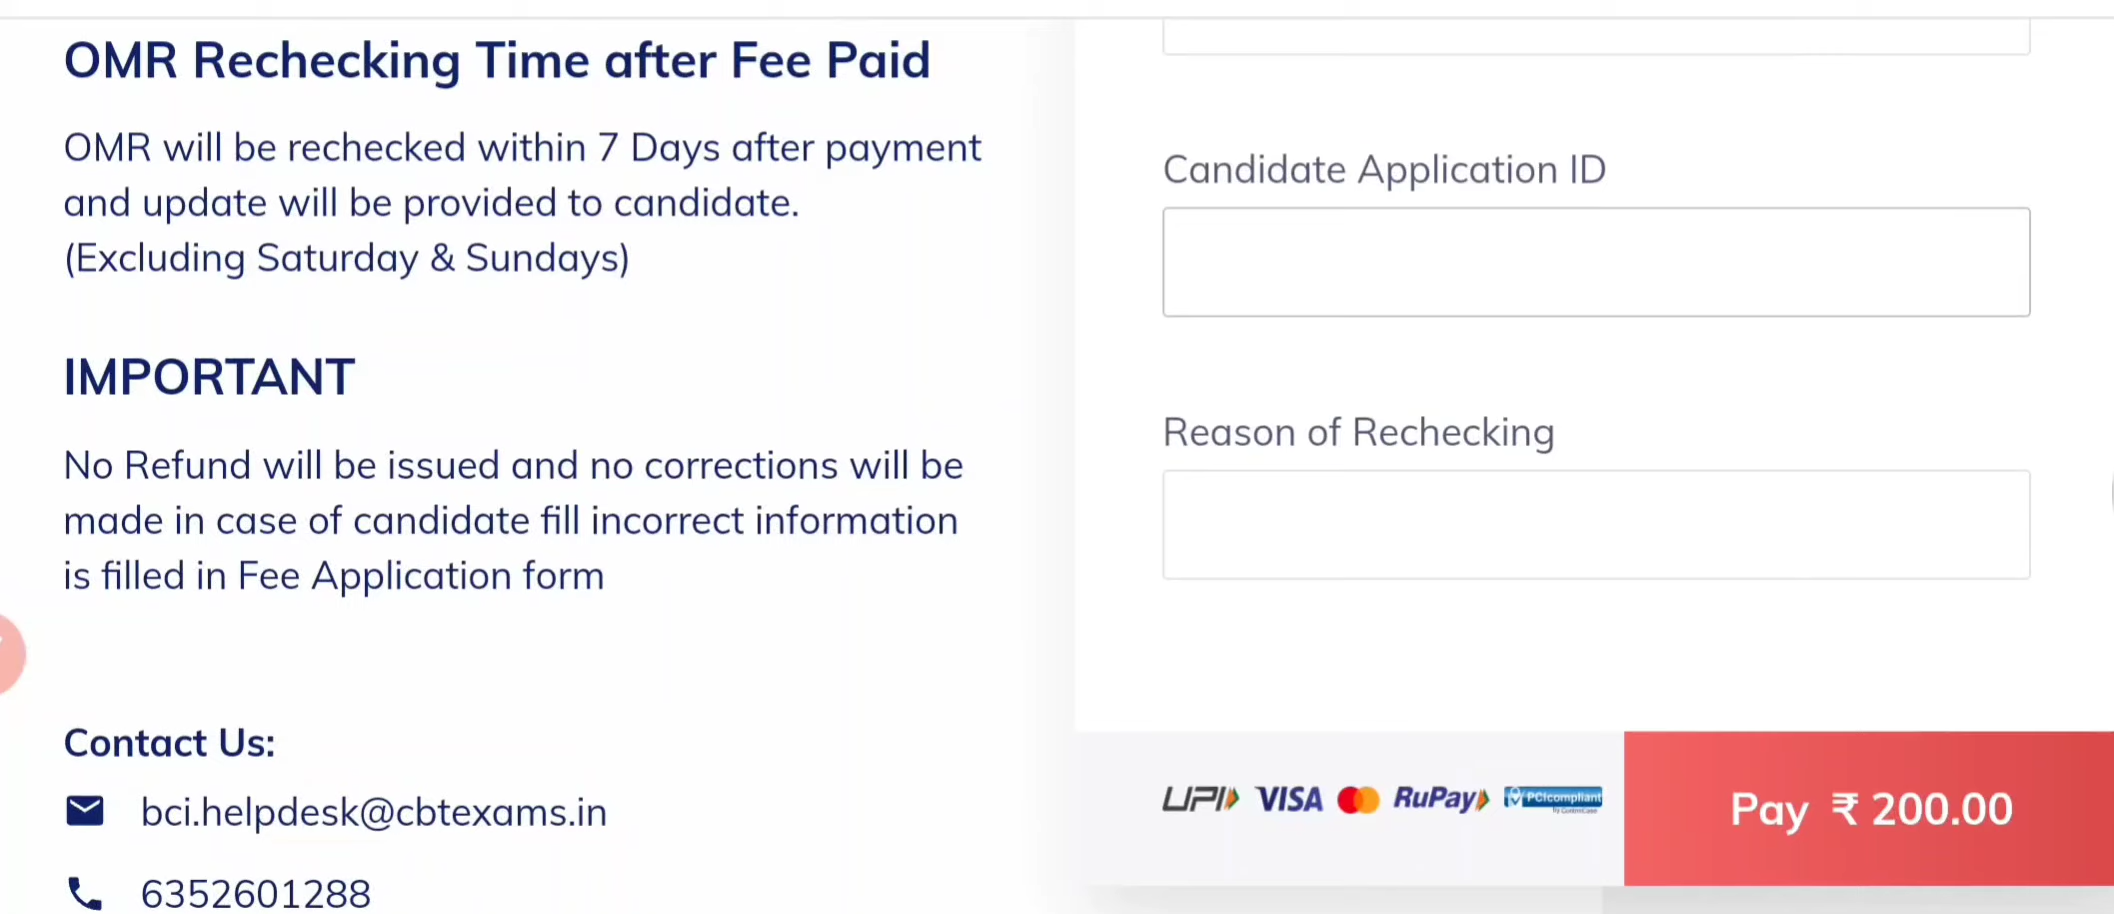 OMR Rechecking Time after Fee Paid
OMR will be rechecked within 7 Days after payment
and update will be provided to candidate.
(Excluding Saturday & Sundays)
IMPORTANT
No Refund will be issued and no corrections will be
made in case of candidate fill incorrect information
is filled in Fee Application form
Contact Us:
bci.helpdesk@cbtexams.in
6352601288
Candidate Application ID
Reason of Rechecking
UPI VISA RuPay PCIcompliant
Pay ₹ 200.00